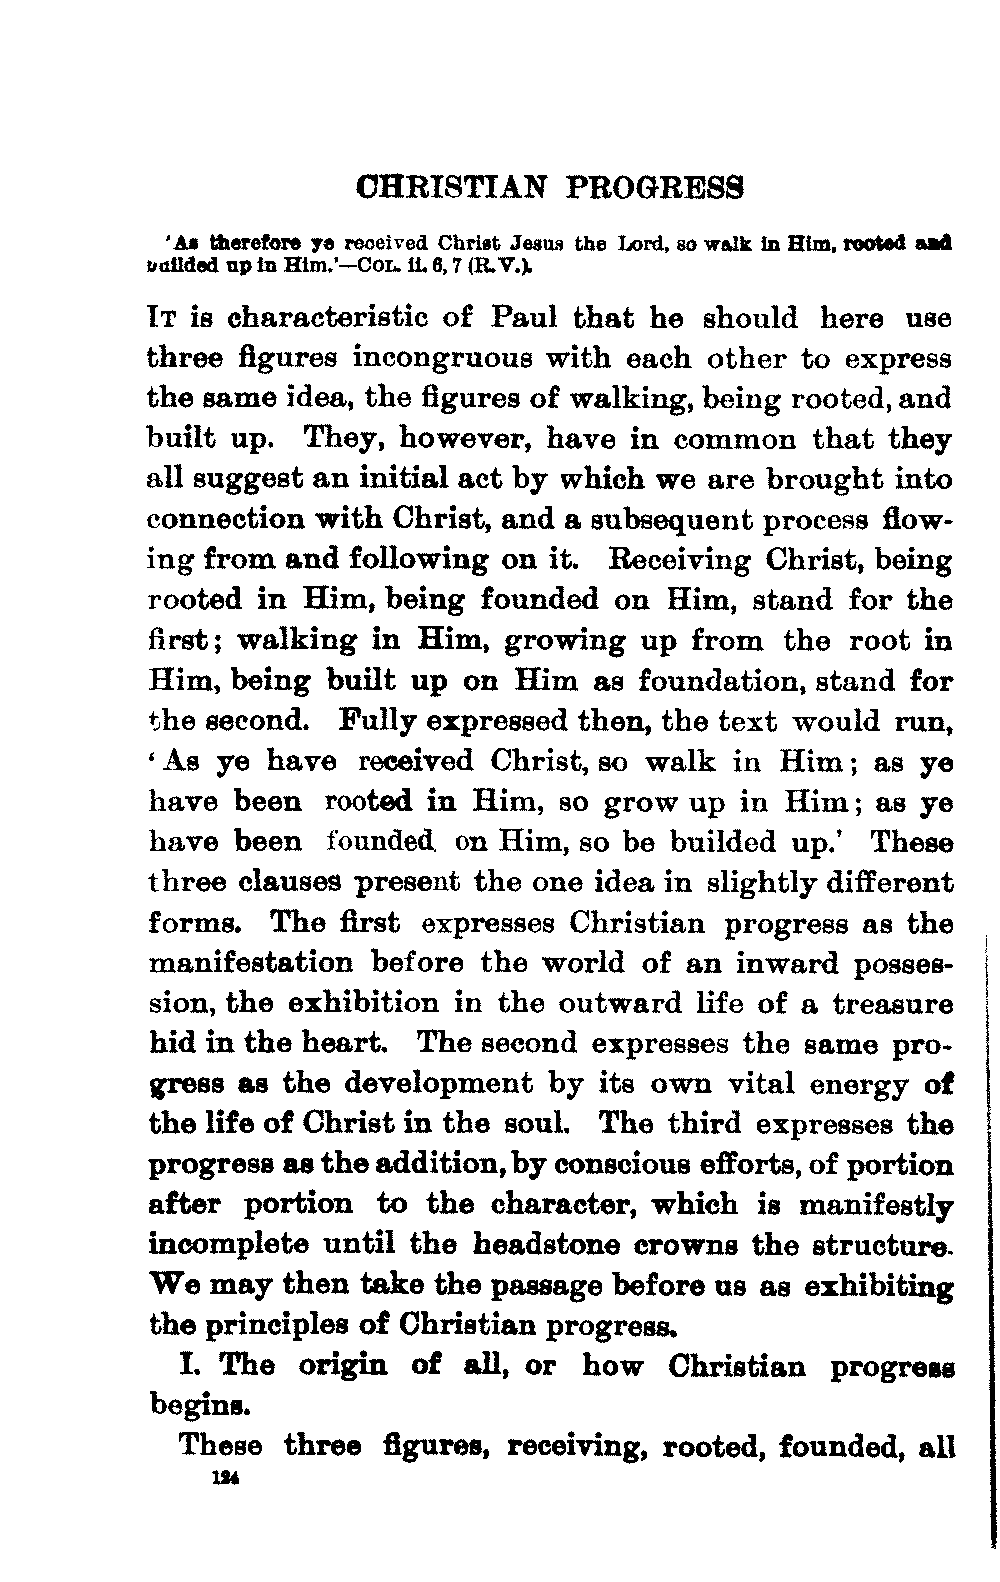 CHRISTIAN PROGRESS
'As therefore ye received Christ Jesus the Lord, so walk in Him, rooted and
builded up in Him.'—COL. ii. 6, 7 (R.V.).
IT is characteristic of Paul that he should here use
three figures incongruous with each other to express
the same idea, the figures of walking, being rooted, and
built up. They, however, have in common that they
all suggest an initial act by which we are brought into
connection with Christ, and a subsequent process flow-
ing from and following on it. Receiving Christ, being
rooted in Him, being founded on Him, stand for the
first; walking in Him, growing up from the root in
Him, being built up on Him as foundation, stand for
the second. Fully expressed then, the text would run,
'As ye have received Christ, so walk in Him; as ye
have been rooted in Him, so grow up in Him; as ye
have been founded on Him, so be builded up.' These
three clauses present the one idea in slightly different
forms. The first expresses Christian progress as the
manifestation before the world of an inward posses-
sion, the exhibition in the outward life of a treasure
hid in the heart. The second expresses the same pro-
gress as the development by its own vital energy of
the life of Christ in the soul. The third expresses the
progress as the addition, by conscious efforts, of portion
after portion to the character, which is manifestly
incomplete until the headstone crowns the structure.
We may then take the passage before us as exhibiting
the principles of Christian progress.
I. The origin of all, or how Christian progress
begins.
These three figures, receiving, rooted, founded, all
124